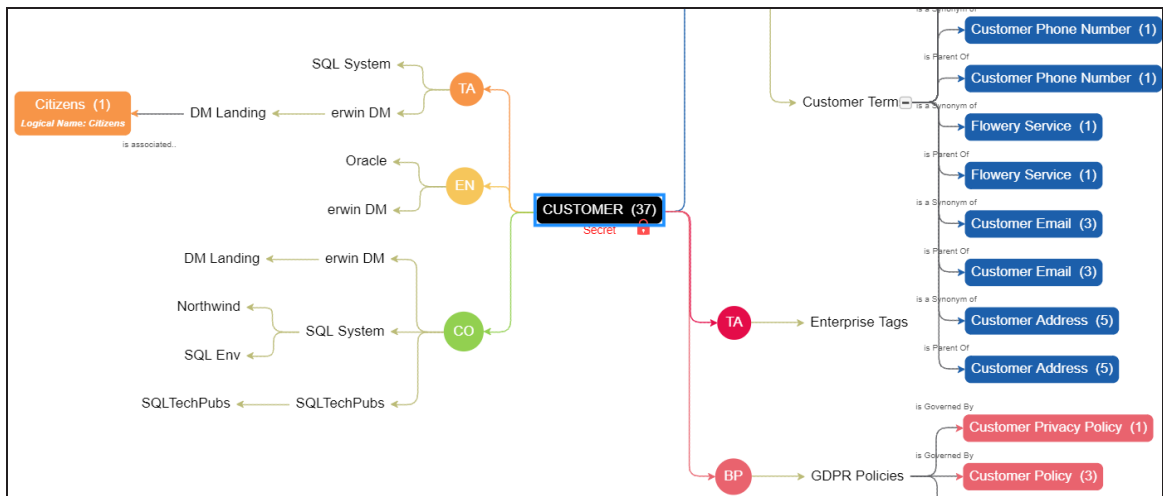 is a Synonym of
Customer Phone Number (1)
is Parent Of
Customer Phone Number (1)
Customer Term
is a Synonym of
Flowery Service (1)
is Parent Of
Flowery Service (1)
is a Synonym of
Customer Email (3)
is Parent Of
Customer Email (3)
is a Synonym of
Customer Address (5)
is Parent Of
Customer Address (5)
SQL System
TA
Citizens (1)
Logical Name: Citizens
is associated..
DM Landing
erwin DM
Oracle
EN
erwin DM
CUSTOMER (37)
Secret
DM Landing
erwin DM
Northwind
SQL System
CO
SQL Env
SQLTechPubs
SQLTechPubs
TA
Enterprise Tags
is Governed By
Customer Privacy Policy (1)
is Governed By
BP
GDPR Policies
Customer Policy (3)